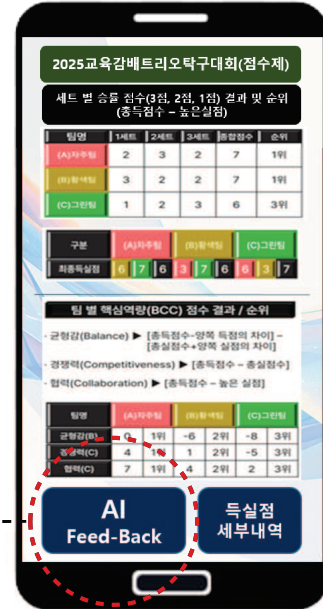 2025교육감배트리오탁구대회(점수제)
세트 별 승률 점수(3점, 2점, 1점) 결과 및 순위
(총득점수 – 높은실점)
팀명 1세트 2세트 3세트 종합점수 순위
(A)자주팀 2 3 2 7 1위
(B)황색팀 3 2 2 7 1위
(C)그린팀 1 2 3 6 3위
구분 (A)자주팀 (B)황색팀 (C)그린팀
최종득실점 6 7 6 3 7 6 6 3 7
팀 별 핵심역량(BCC) 점수 결과 / 순위
- 균형감(Balance) ▶ [총득점수-양쪽 득점의 차이] –
[총실점수+양쪽 실점의 차이]
- 경쟁력(Competitiveness) ▶ [총득점수 – 총실점수]
- 협력(Collaboration) ▶ [총득점수 – 높은 실점]
팀명 (A)자주팀 (B)황색팀 (C)그린팀
균형감(B) 0 1위 -6 2위 -8 3위
경쟁력(C) 4 1위 1 2위 -5 3위
협력(C) 7 1위 4 2위 2 3위
AI
Feed-Back
득실점
세부내역